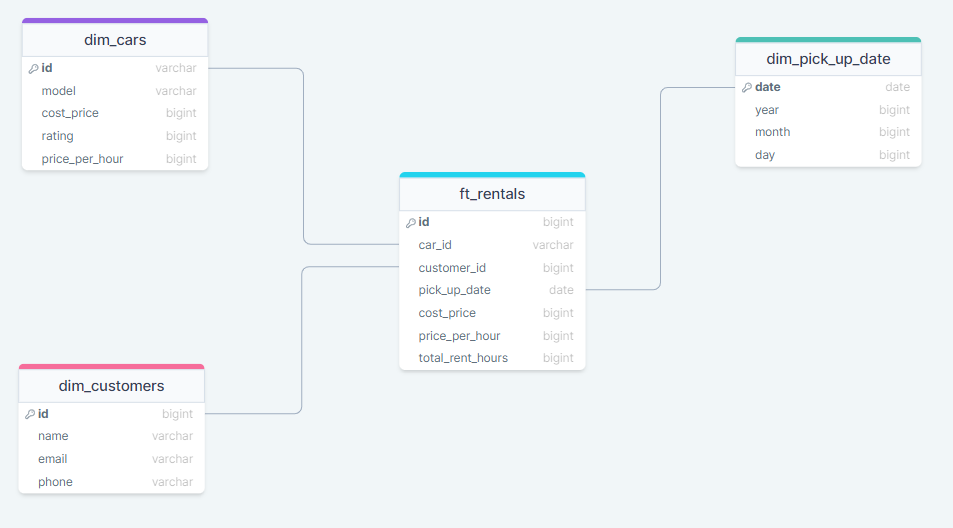 dim_cars
id varchar
model varchar
cost_price bigint
rating bigint
price_per_hour bigint
dim_pick_up_date
date date
year bigint
month bigint
day bigint
ft_rentals
id bigint
car_id varchar
customer_id bigint
pick_up_date date
cost_price bigint
price_per_hour bigint
total_rent_hours bigint
dim_customers
id bigint
name varchar
email varchar
phone varchar